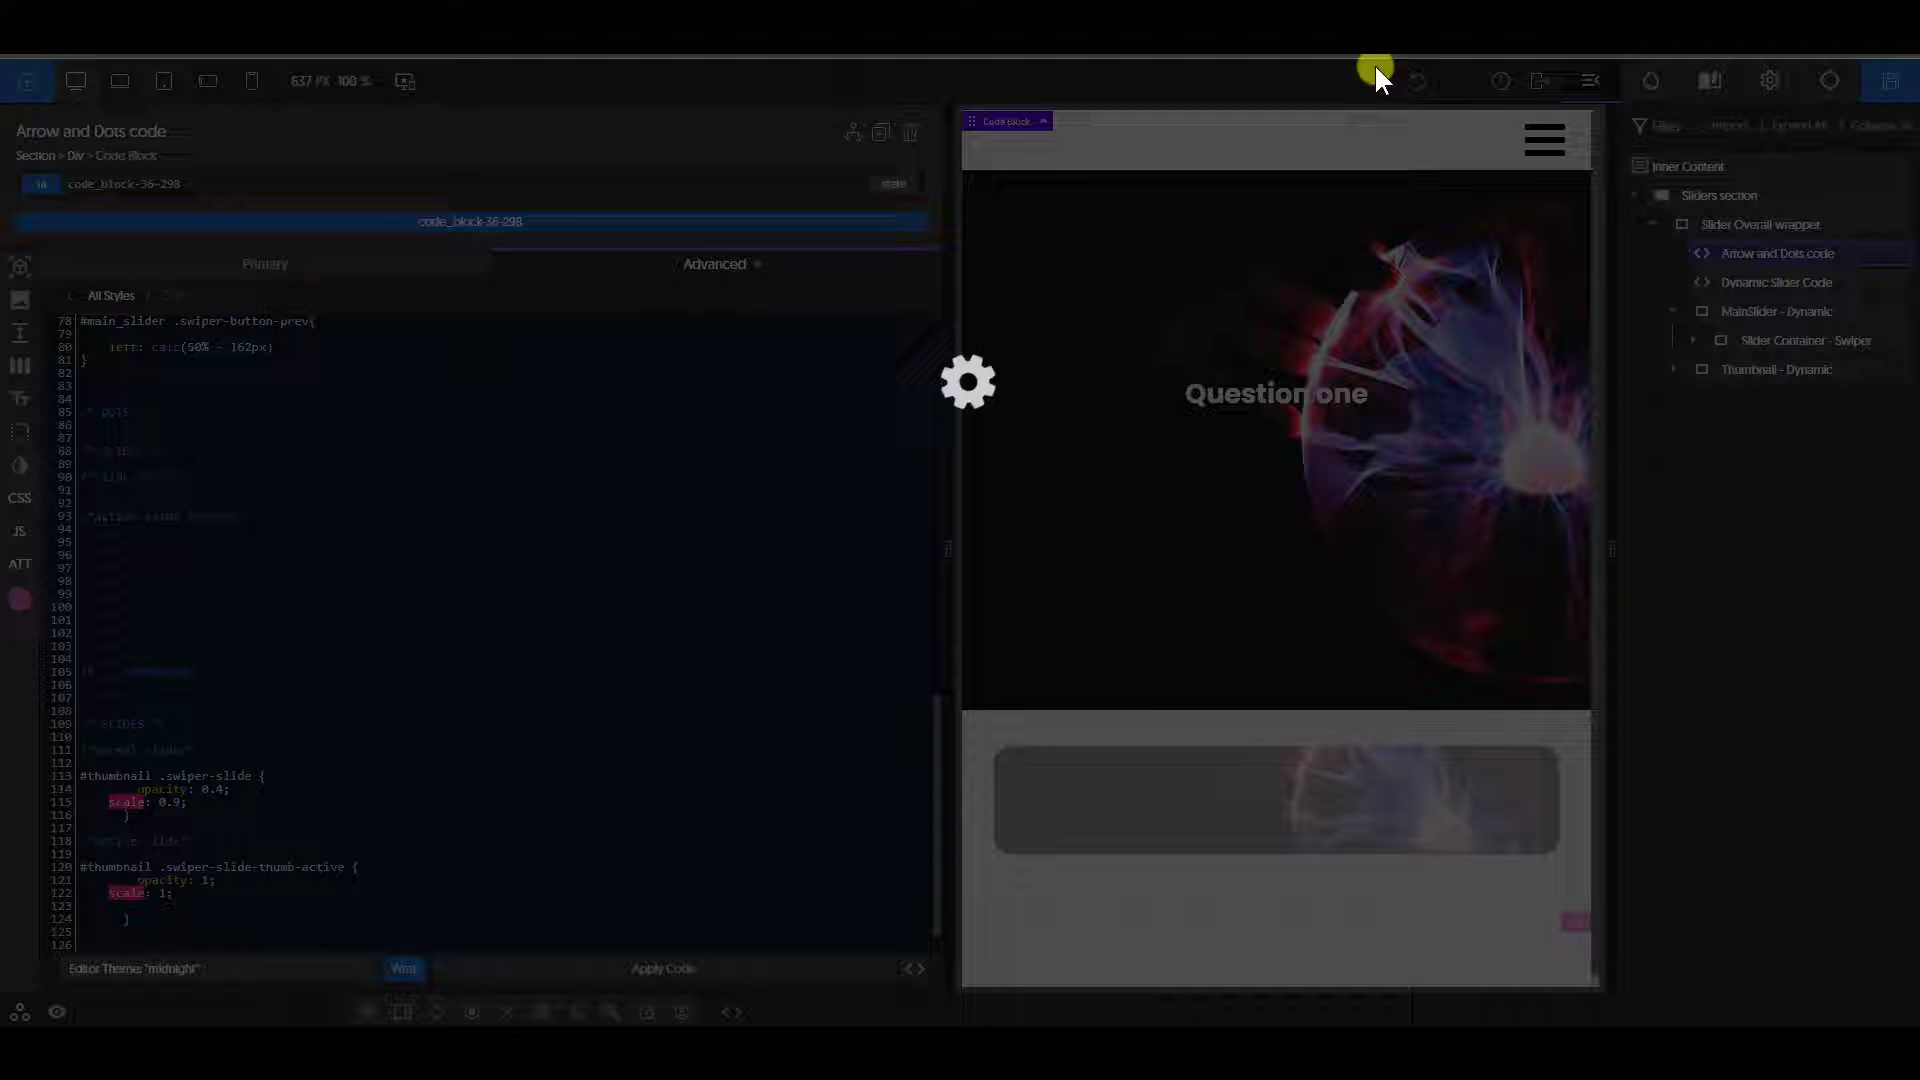 637 PX 100 %
Arrow and Dots code
Section > Div > Code Block
code_block-36-298
state
code_block-36-298
Primary
Advanced
All Styles /
78 #main_slider .swiper-button-prev{
79
80 left: calc(50% - 162px)
81 }
82
83
84
85
86
87
88
89
90
91
92
93
94
95
96
97
98
99
100
101
102
103
104
105
106
107
108
109 SLIDES
110
111
112
113 #thumbnail .swiper-slide {
114 opacity: 0.4;
115 scale: 0.9;
116 }
117
118
119
120 #thumbnail .swiper-slide-thumb-active {
121 opacity: 1;
122 scale: 1;
123
124 }
125
126
CSS
JS
ATT
Editor Theme: "midnight"
Wrap
Apply Code
Code Block
Question one
Inner Content
Sliders section
Slider Overall wrapper
Arrow and Dots code
Dynamic Slider Code
MainSlider - Dynamic
Slider Container - Swiper
Thumbnail - Dynamic